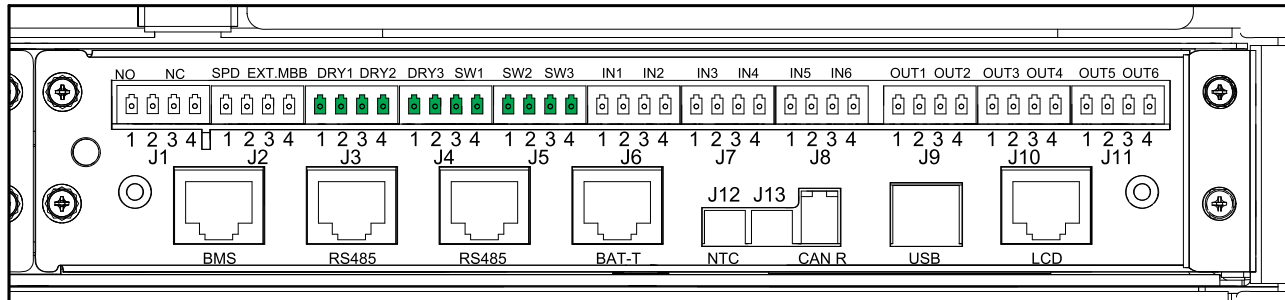 NO NC SPD EXT.MBB DRY1 DRY2 DRY3 SW1 SW2 SW3 IN1 IN2 IN3 IN4 IN5 IN6 OUT1 OUT2 OUT3 OUT4 OUT5 OUT6
1 2 3 4 1 2 3 4 1 2 3 4 1 2 3 4 1 2 3 4 1 2 3 4 1 2 3 4 1 2 3 4 1 2 3 4 1 2 3 4 1 2 3 4
J1 J2 J3 J4 J5 J6 J7 J8 J9 J10 J11
J12 J13
BMS RS485 RS485 BAT-T NTC CAN R USB LCD